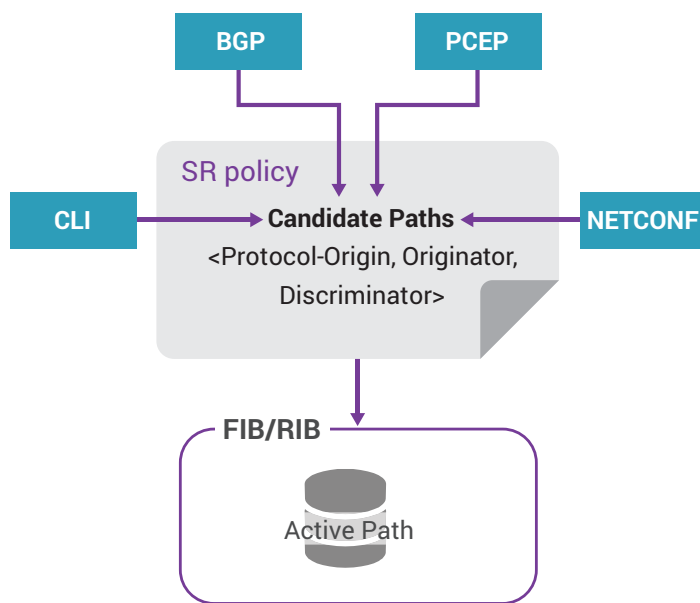 BGP
PCEP
SR policy
CLI
Candidate Paths
NETCONF
<Protocol-Origin, Originator,
Discriminator>
FIB/RIB
Active Path